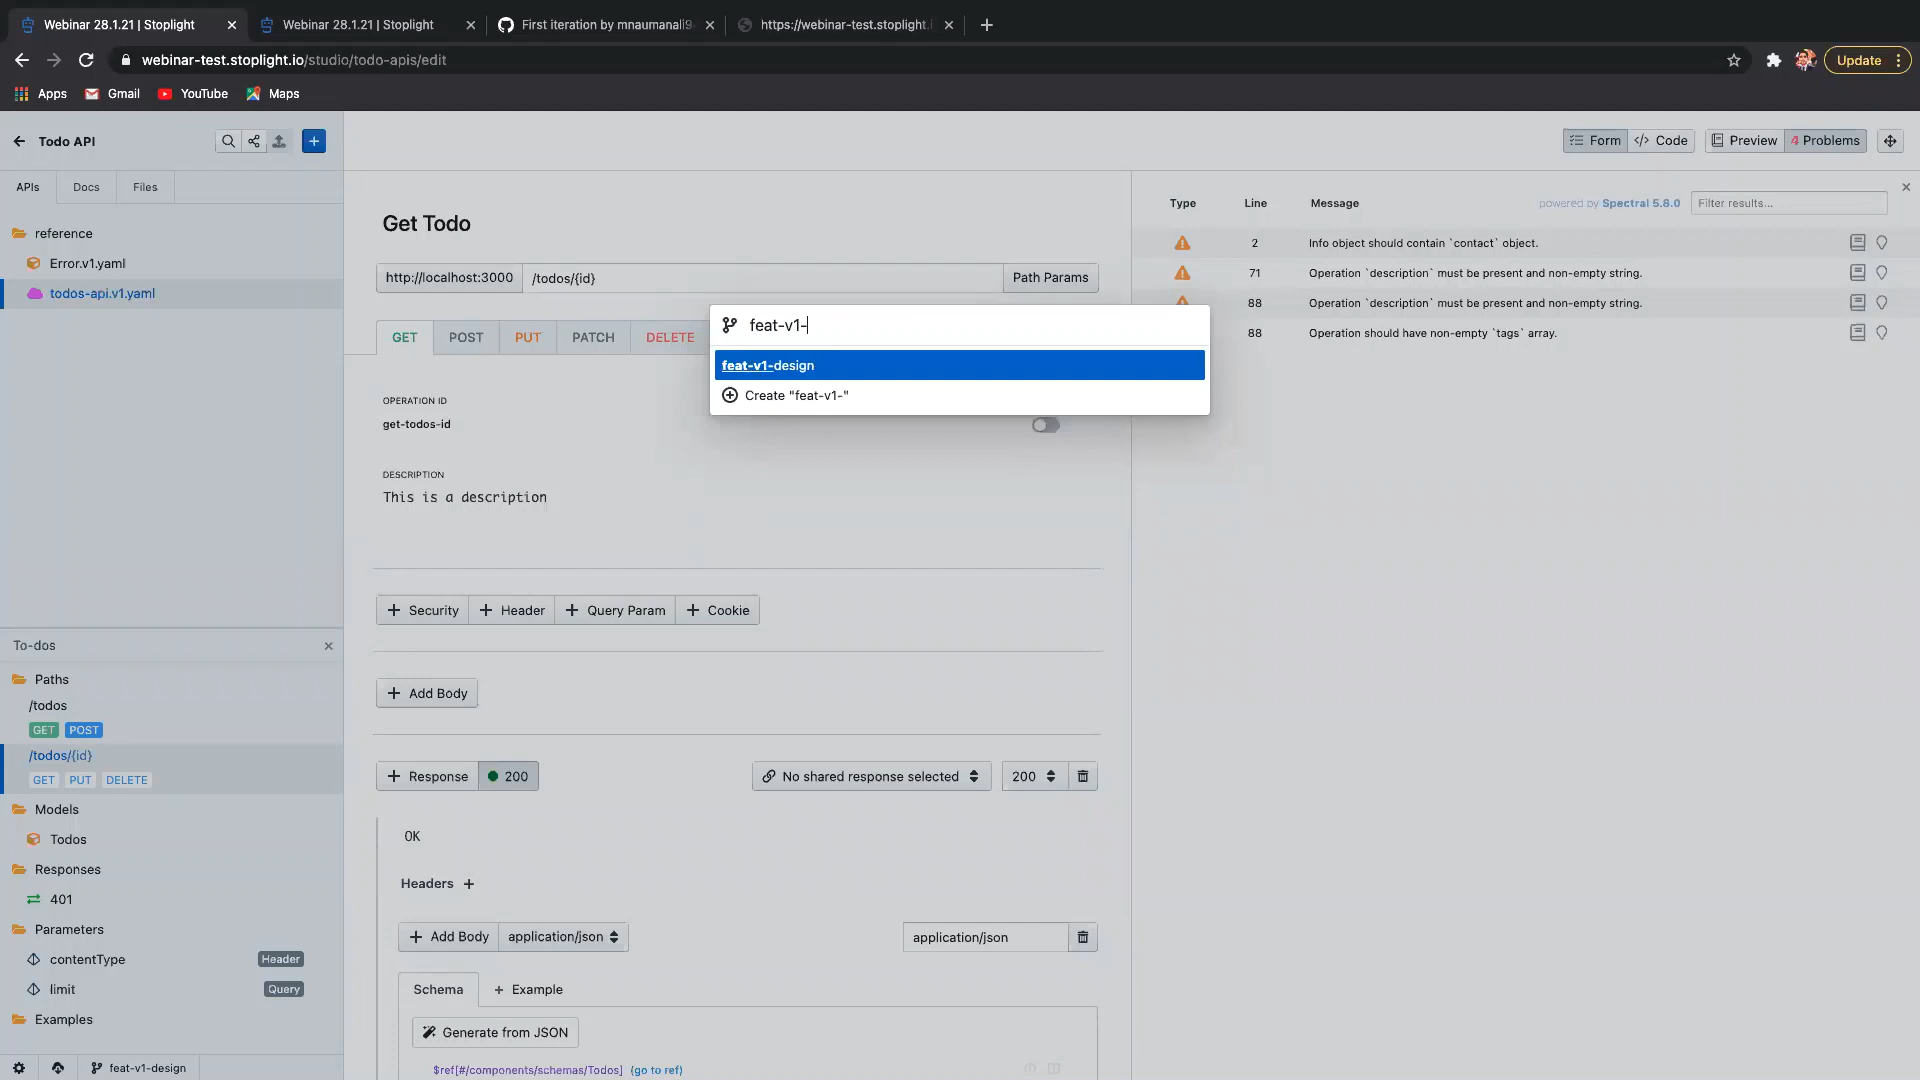 Webinar 28.1.21 | Stoplight
Webinar 28.1.21 | Stoplight
First iteration by mnaumanali9
https://webinar-test.stoplight.i
webinar-test.stoplight.io/studio/todo-apis/edit
Update
Apps
Gmail
YouTube
Maps
Todo API
Form
Code
Preview
4 Problems
APIs
Docs
Files
Type
Line
Message
powered by Spectral 5.8.0
Filter results...
reference
Error.v1.yaml
todos-api.v1.yaml
Get Todo
http://localhost:3000
/todos/{id}
Path Params
2
Info object should contain `contact` object.
71
Operation `description` must be present and non-empty string.
88
Operation `description` must be present and non-empty string.
88
Operation should have non-empty `tags` array.
feat-v1-
feat-v1-design
Create "feat-v1-"
GET
POST
PUT
PATCH
DELETE
OPERATION ID
get-todos-id
DESCRIPTION
This is a description
Security
Header
Query Param
Cookie
Add Body
Response
200
No shared response selected
200
OK
Headers
Add Body
application/json
application/json
Schema
Example
Generate from JSON
$ref[#/components/schemas/Todos] (go to ref)
To-dos
Paths
/todos
GET
POST
/todos/{id}
GET
PUT
DELETE
Models
Todos
Responses
401
Parameters
contentType
Header
limit
Query
Examples
feat-v1-design